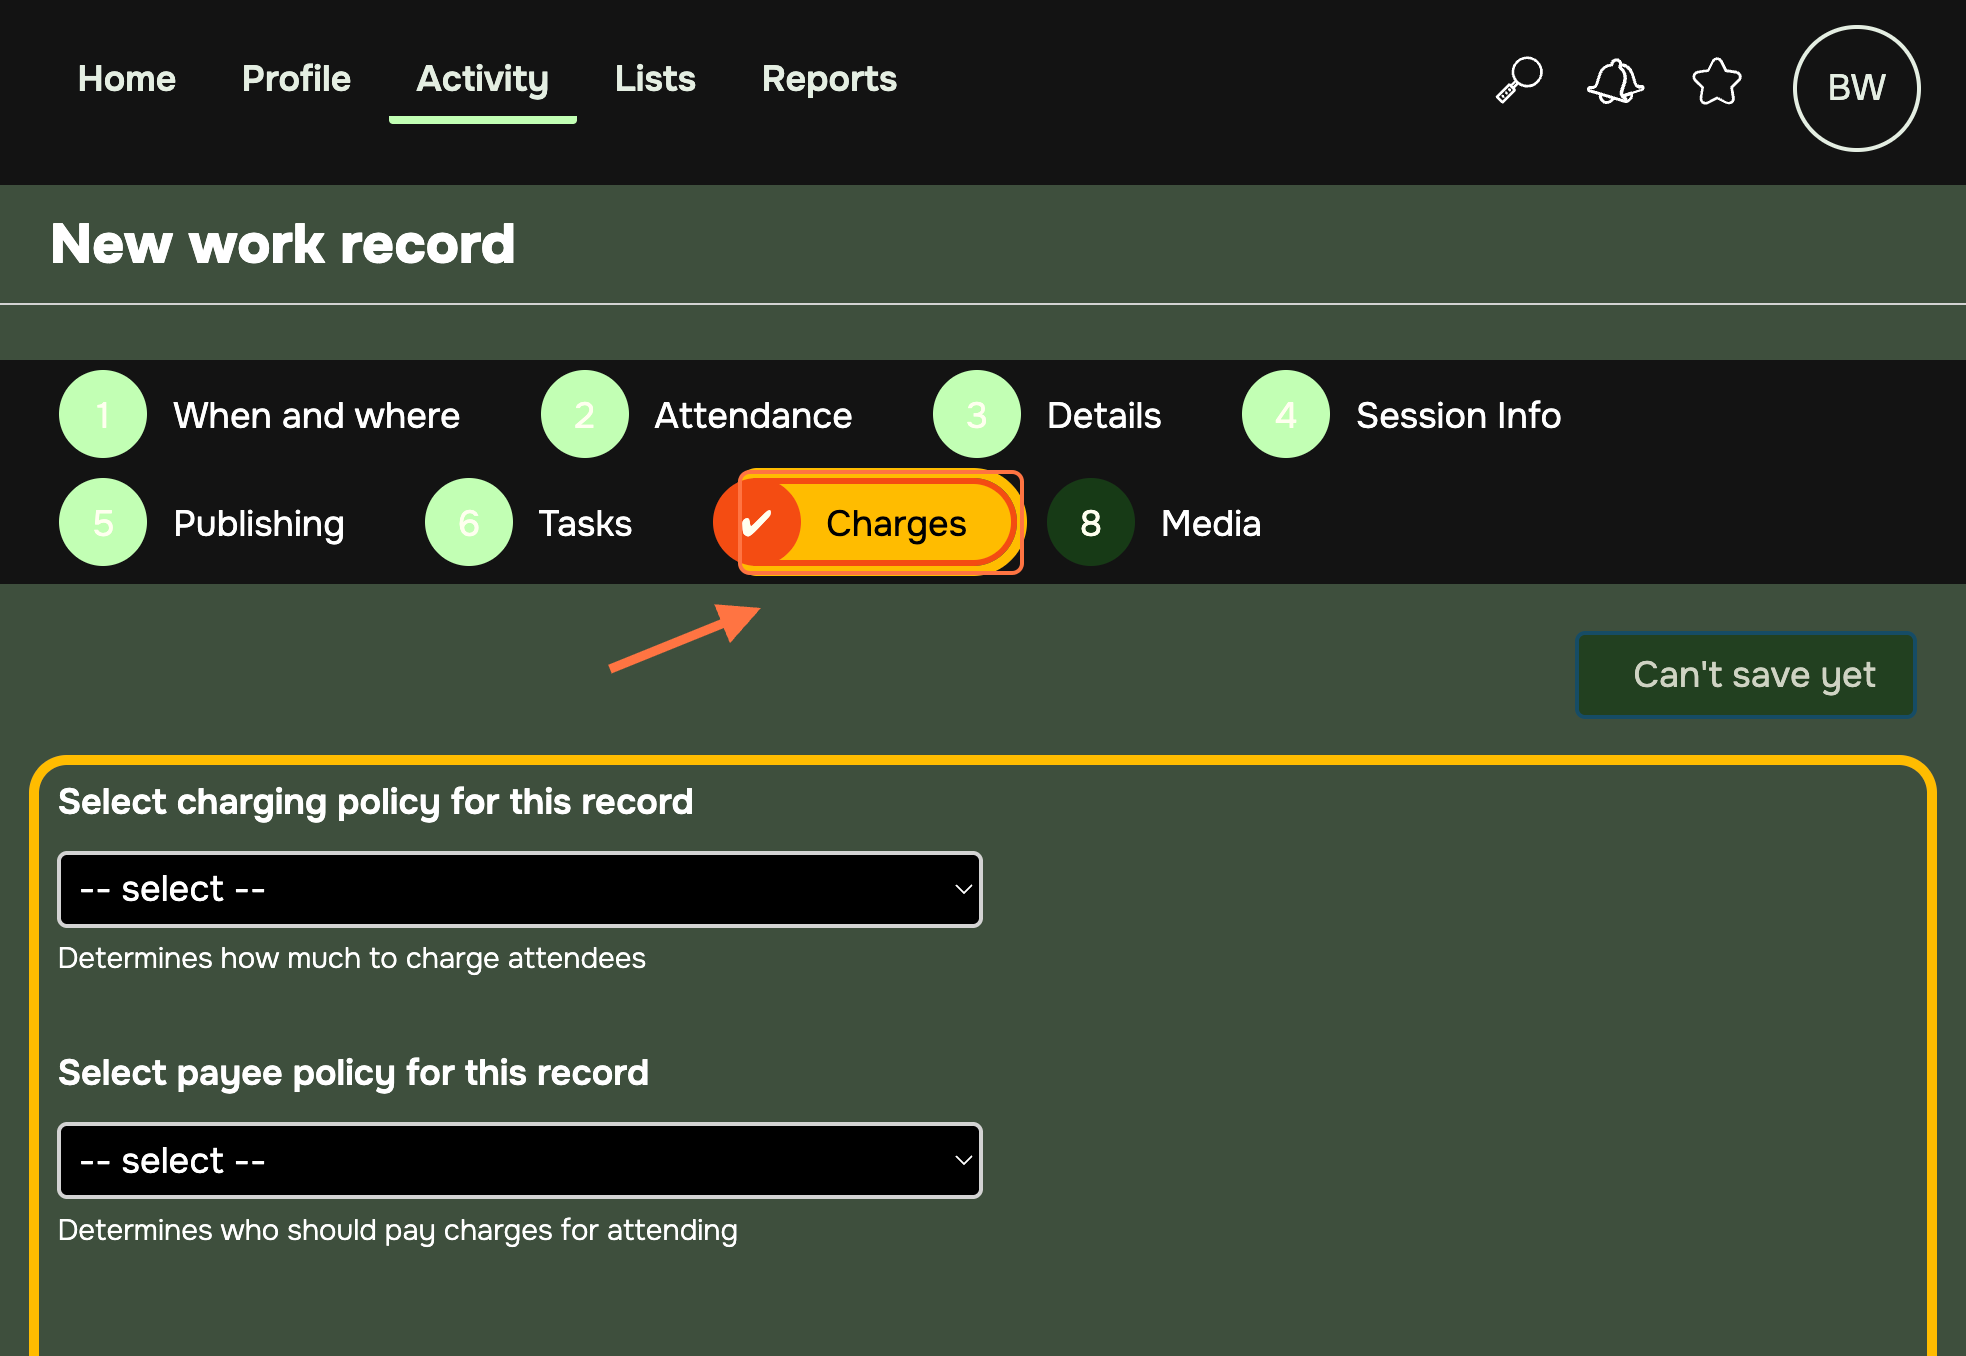 Home Profile Activity Lists Reports BW
New work record
1 When and where 2 Attendance 3 Details 4 Session Info
5 Publishing 6 Tasks ✔ Charges 8 Media
Can't save yet
Select charging policy for this record
-- select --
Determines how much to charge attendees
Select payee policy for this record
-- select --
Determines who should pay charges for attending